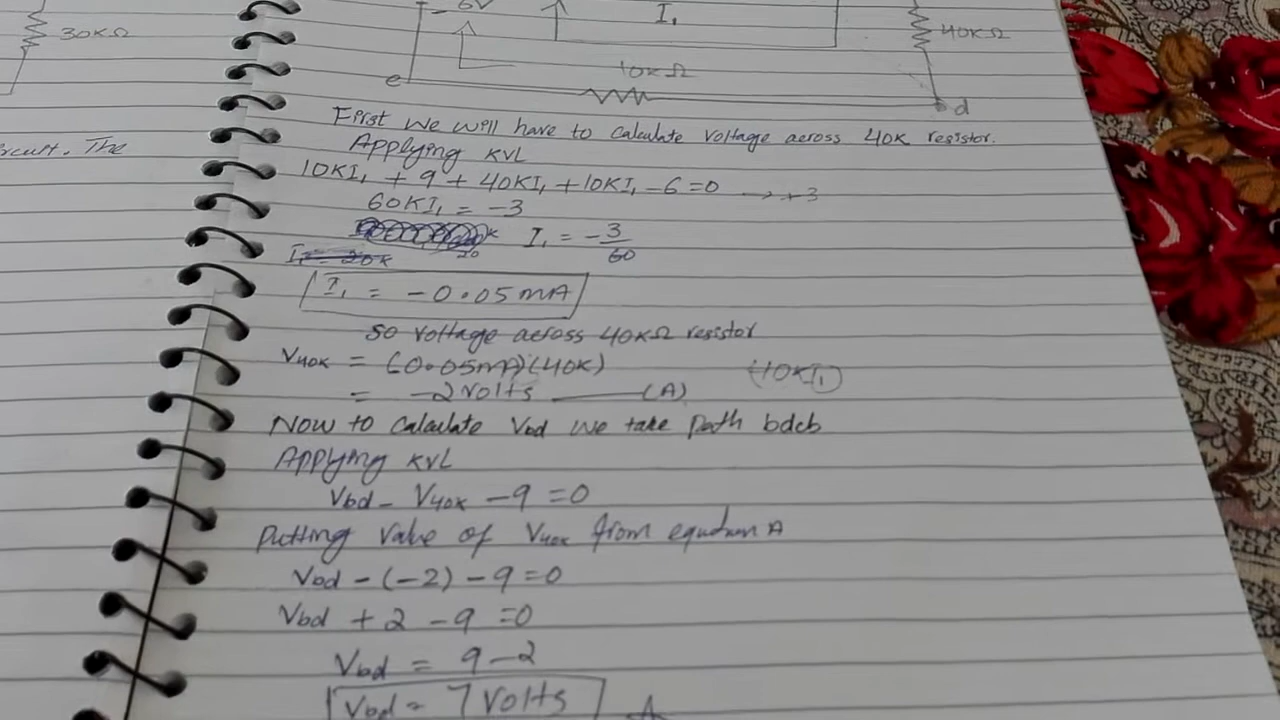 30KΩ
6V
I₁
40KΩ
10KΩ
e
d
rcuit. The
First we will have to calculate voltage across 40K resistor.
Applying KVL
10KI₁ + 9 + 40KI₁ + 10KI₁ - 6 = 0 → +3
60KI₁ = -3
I₁ = -3/60
I₁ = -0.05mA
So voltage across 40KΩ resistor
V40K = (0.05mA)(40K)
(10KI₁)
= -2 volts ——(A)
Now to calculate Vbd we take path bdcb
Applying KVL
Vbd - V40K - 9 = 0
Putting value of V40K from equation A
Vbd - (-2) - 9 = 0
Vbd + 2 - 9 = 0
Vbd = 9 - 2
Vbd = 7 Volts